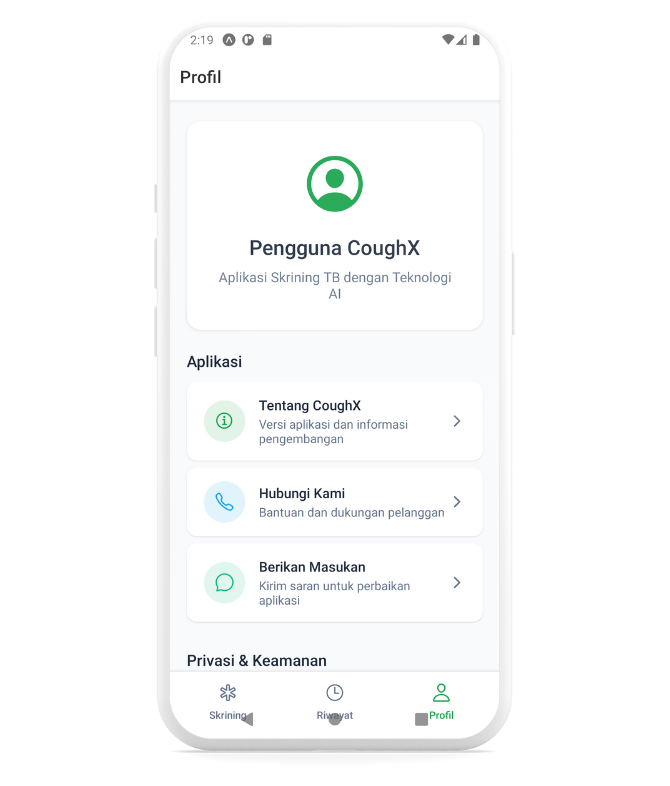 2:19
Profil
Pengguna CoughX
Aplikasi Skrining TB dengan Teknologi
AI
Aplikasi
Tentang CoughX
Versi aplikasi dan informasi
pengembangan
Hubungi Kami
Bantuan dan dukungan pelanggan
Berikan Masukan
Kirim saran untuk perbaikan
aplikasi
Privasi & Keamanan
Skrining
Riwayat
Profil